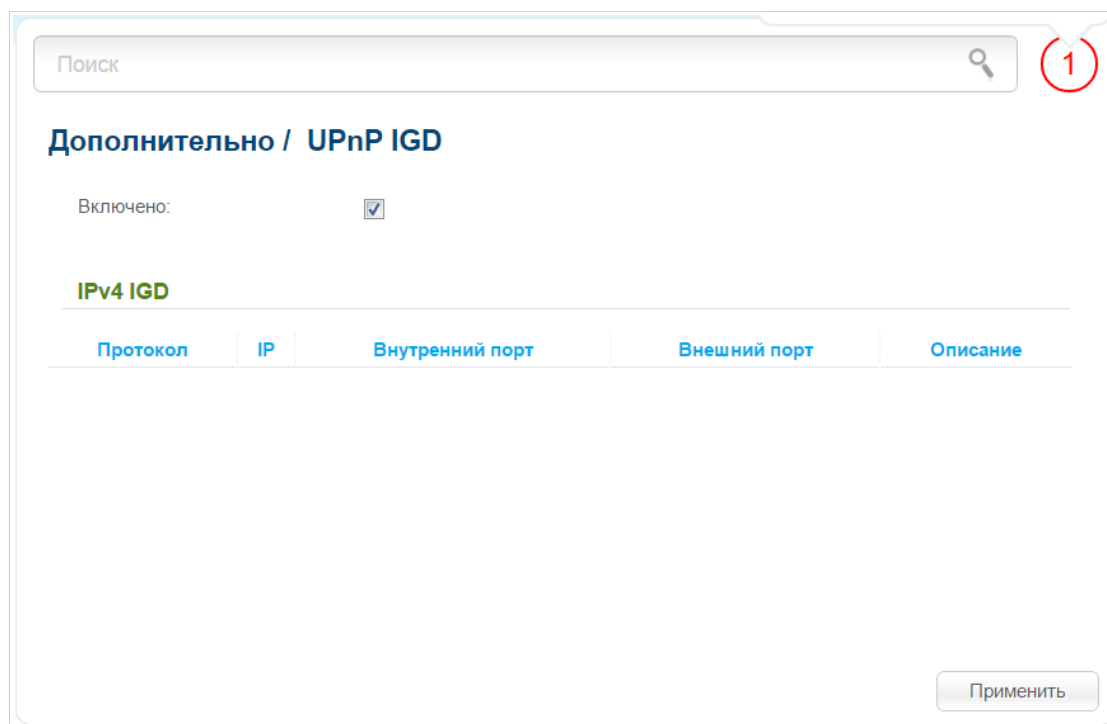 Поиск
1
Дополнительно / UPnP IGD
Включено:
IPv4 IGD
Протокол IP Внутренний порт Внешний порт Описание
Применить